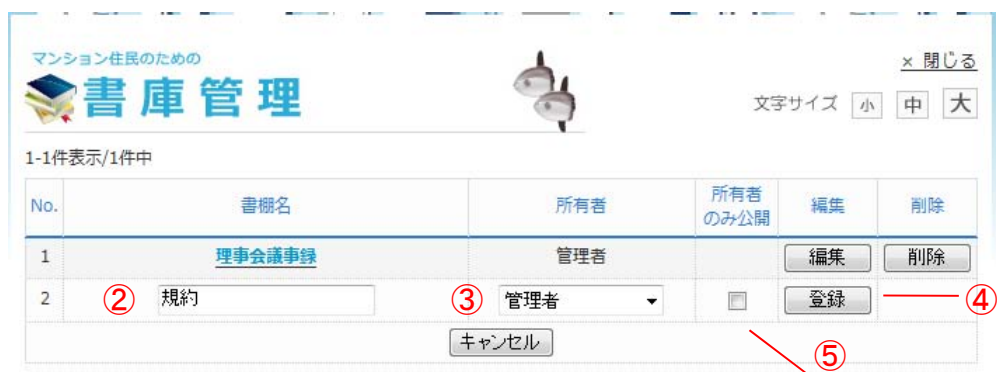 マンション住民のための
書庫管理
× 閉じる
文字サイズ 小 中 大
1-1件表示/1件中
No. 書棚名 所有者 所有者のみ公開 編集 削除
1 理事会議事録 管理者 編集 削除
2 ② 規約 ③ 管理者 登録 ④
キャンセル
⑤